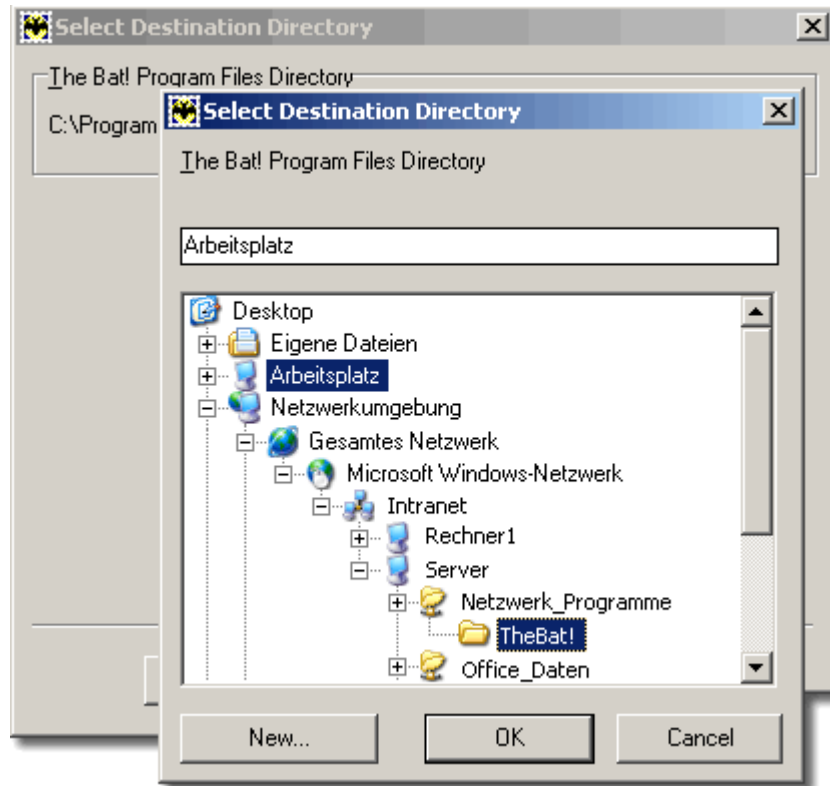 Select Destination Directory
The Bat! Program Files Directory
C:\Program
Select Destination Directory
The Bat! Program Files Directory
Arbeitsplatz
Desktop
Eigene Dateien
Arbeitsplatz
Netzwerkumgebung
Gesamtes Netzwerk
Microsoft Windows-Netzwerk
Intranet
Rechner1
Server
Netzwerk_Programme
TheBat!
Office_Daten
New... OK Cancel